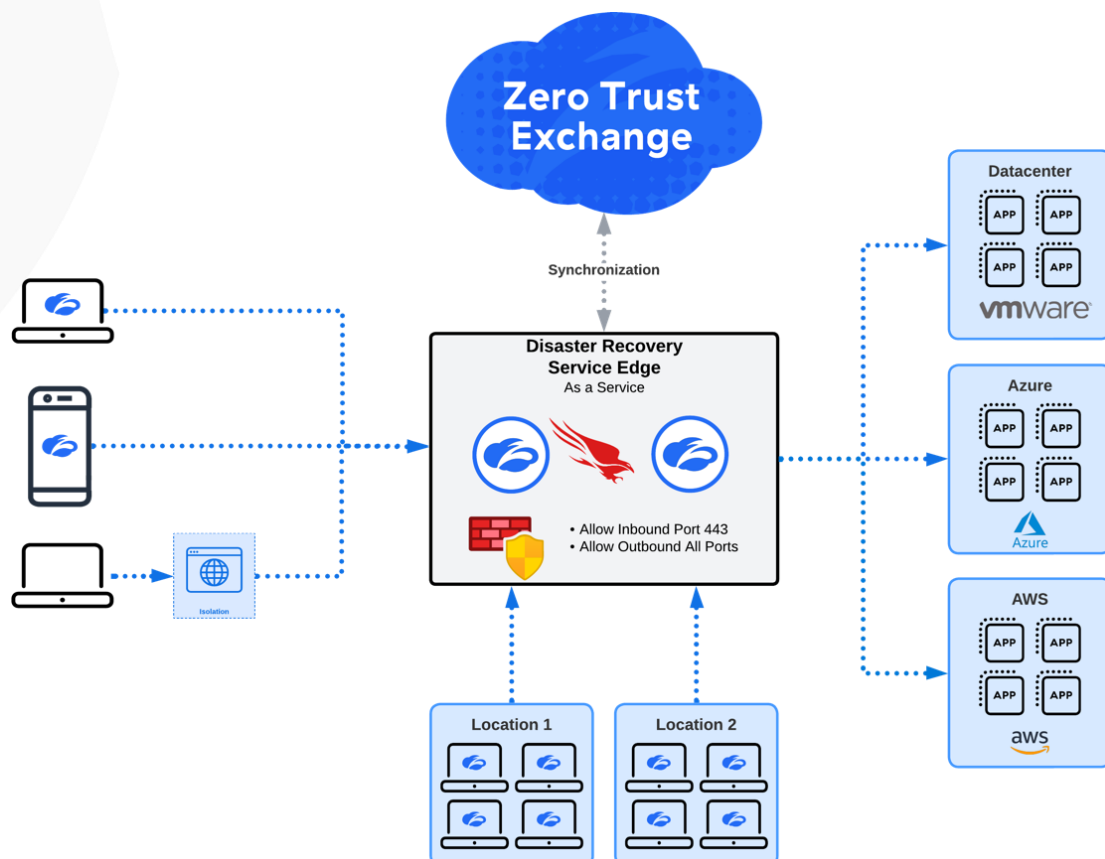 Zero Trust
Exchange
Synchronization
Disaster Recovery
Service Edge
As a Service
• Allow Inbound Port 443
• Allow Outbound All Ports
Isolation
Location 1
Location 2
Datacenter
APP APP
APP APP
vmware®
Azure
APP APP
APP APP
Azure
AWS
APP APP
APP APP
aws